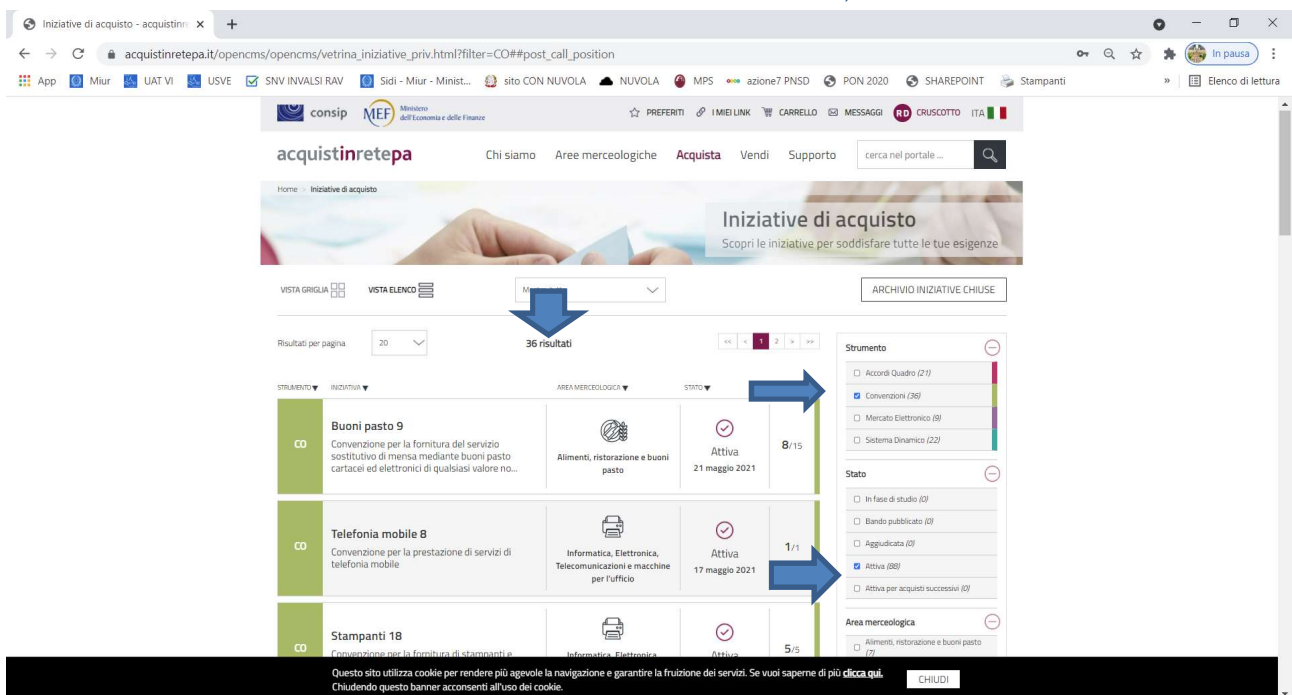 Iniziative di acquisto - acquistinre
acquistinretepa.it/opencms/opencms/vetrina_iniziative_priv.html?filter=CO##post_call_position
In pausa
App Miur UAT VI USVE SNV INVALSI RAV Sidi - Miur - Minist... sito CON NUVOLA NUVOLA MPS azione7 PNSD PON 2020 SHAREPOINT Stampanti » Elenco di lettura
consip MEF Ministero dell'Economia e delle Finanze
PREFERITI I MIEI LINK CARRELLO MESSAGGI RD CRUSCOTTO ITA
acquistinretepa Chi siamo Aree merceologiche Acquista Vendi Supporto cerca nel portale ...
Home > Iniziative di acquisto
Iniziative di acquisto
Scopri le iniziative per soddisfare tutte le tue esigenze
VISTA GRIGLIA VISTA ELENCO ARCHIVIO INIZIATIVE CHIUSE
Risultati per pagina 20 36 risultati << < 1 2 > >>
STRUMENTO INIZIATIVA AREA MERCEOLOGICA STATO
CO
Buoni pasto 9
Convenzione per la fornitura del servizio
sostitutivo di mensa mediante buoni pasto
cartacei ed elettronici di qualsiasi valore no...
Alimenti, ristorazione e buoni
pasto
Attiva
21 maggio 2021
8/15
CO
Telefonia mobile 8
Convenzione per la prestazione di servizi di
telefonia mobile
Informatica, Elettronica,
Telecomunicazioni e macchine
per l'ufficio
Attiva
17 maggio 2021
1/1
CO
Stampanti 18
Convenzione per la fornitura di stampanti e
Informatica, Elettronica
Attiva
5/5
Strumento
Accordi Quadro (21)
Convenzioni (36)
Mercato Elettronico (9)
Sistema Dinamico (22)
Stato
In fase di studio (0)
Bando pubblicato (0)
Aggiudicata (0)
Attiva (88)
Attiva per acquisti successivi (0)
Area merceologica
Alimenti, ristorazione e buoni pasto
(7)
Questo sito utilizza cookie per rendere più agevole la navigazione e garantire la fruizione dei servizi. Se vuoi saperne di più clicca qui.
Chiudendo questo banner acconsenti all'uso dei cookie.
CHIUDI